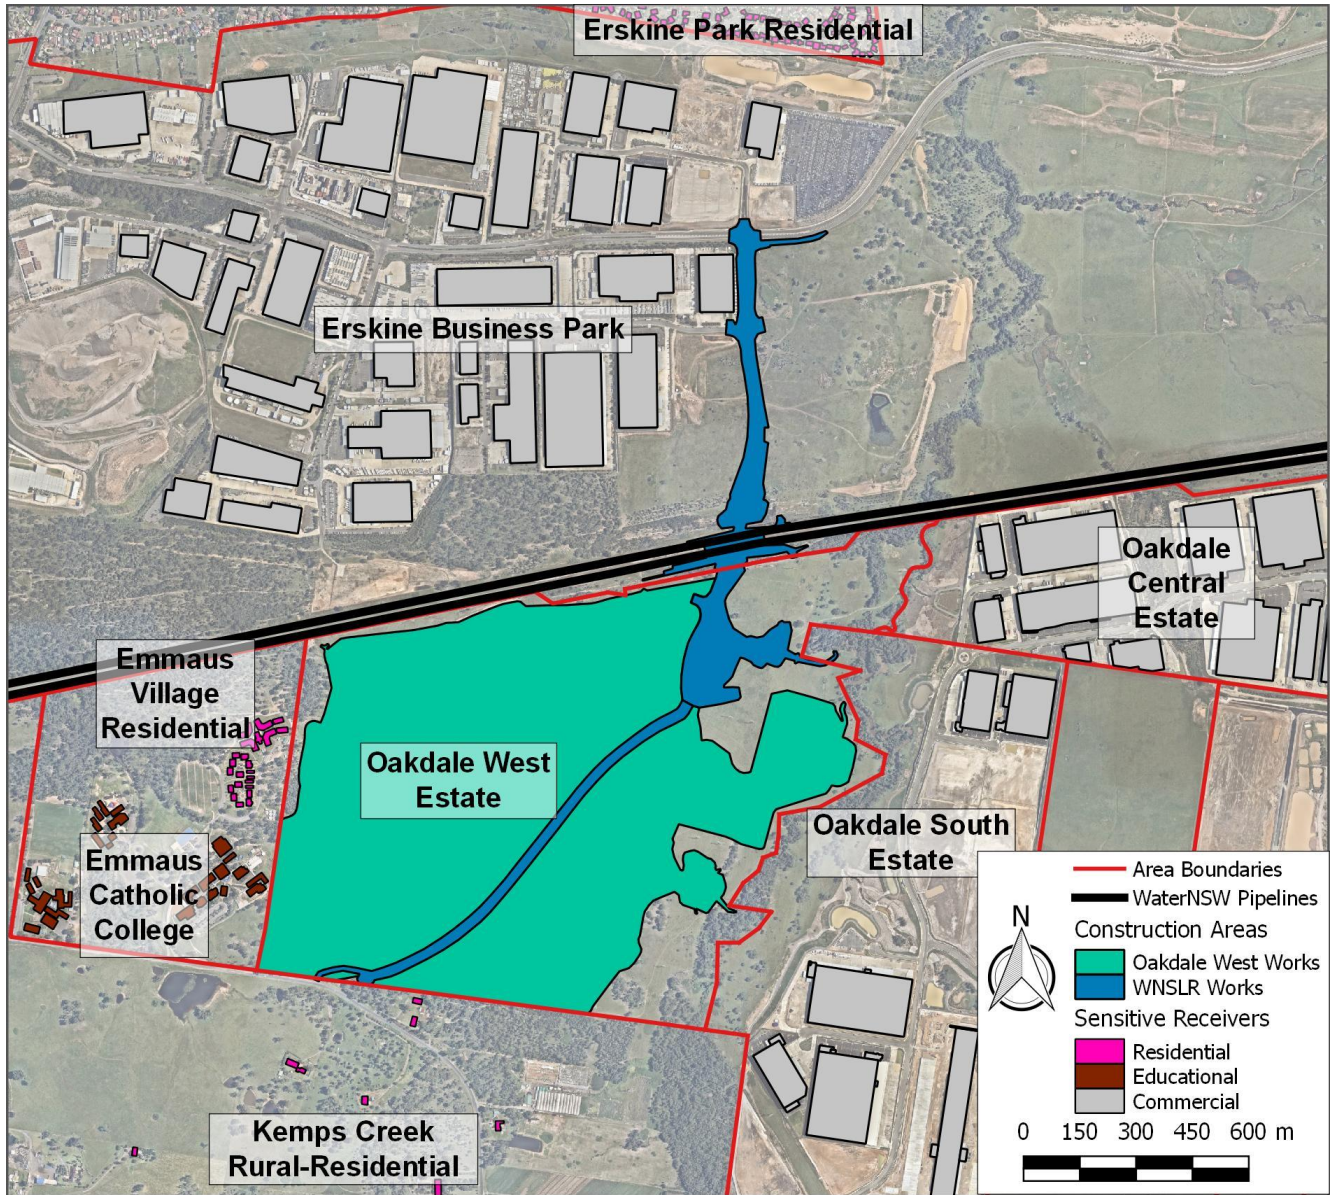 Erskine Park Residential
Erskine Business Park
Oakdale
Central
Estate
Emmaus
Village
Residential
Oakdale West
Estate
Oakdale South
Estate
Emmaus
Catholic
College
Kemps Creek
Rural-Residential
Area Boundaries
WaterNSW Pipelines
Construction Areas
Oakdale West Works
WNSLR Works
Sensitive Receivers
Residential
Educational
Commercial
N
0 150 300 450 600 m